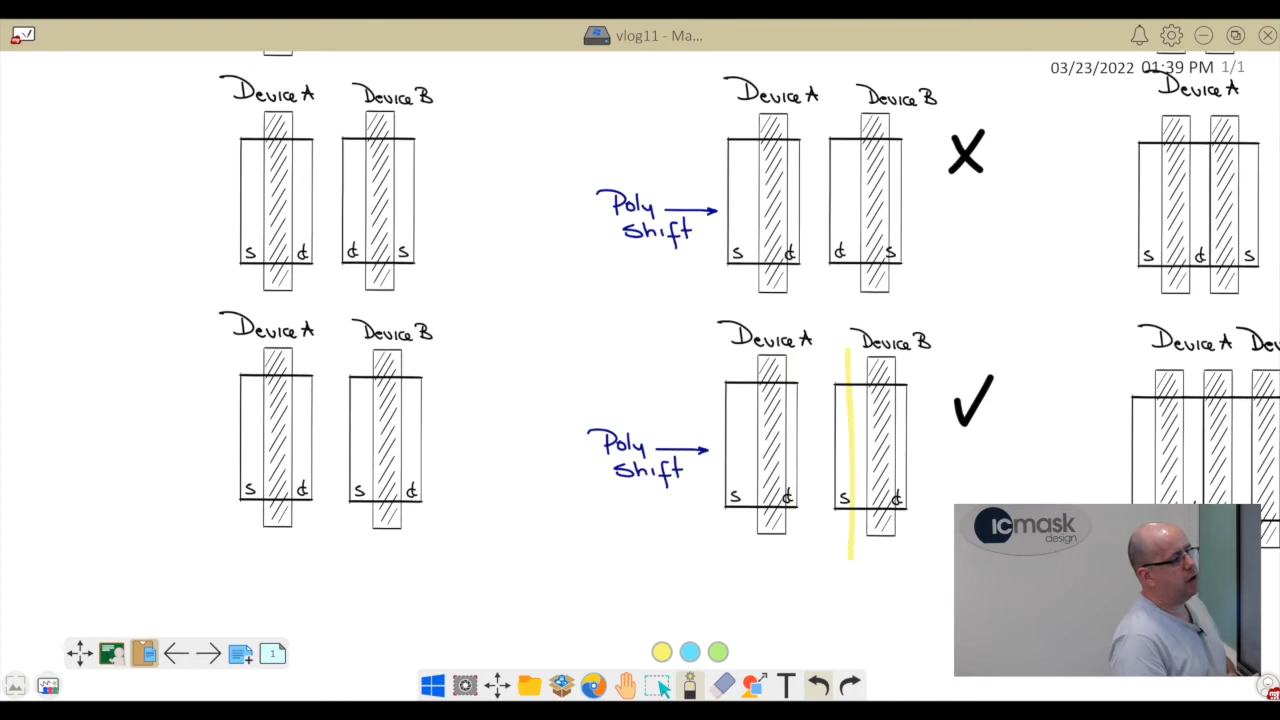 vlog11 - Ma...
03/23/2022 01:39 PM 1/1
Device A
Device B
s d
d s
Device A
Device B
Poly
shift
s d
d s
X
Device A
s d s
Device A
Device B
s d
s d
Device A
Device B
Poly
shift
s d
s d
Device A
ICmask
design
1
T